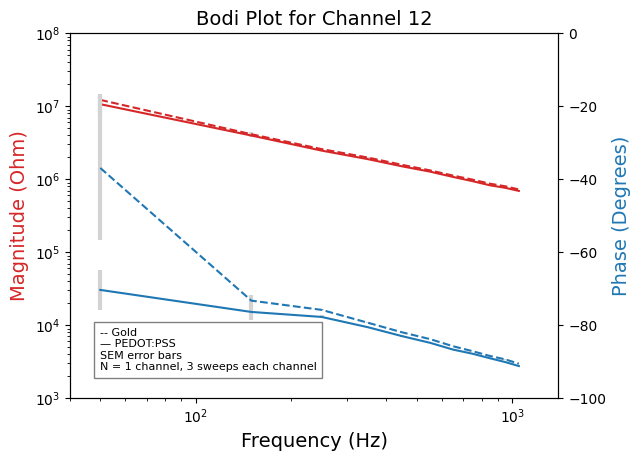 Bodi Plot for Channel 12
Magnitude (Ohm)
10^8
10^7
10^6
10^5
10^4
10^3
-- Gold
— PEDOT:PSS
SEM error bars
N = 1 channel, 3 sweeps each channel
0
−20
−40
−60
−80
−100
Phase (Degrees)
10^2 10^3
Frequency (Hz)